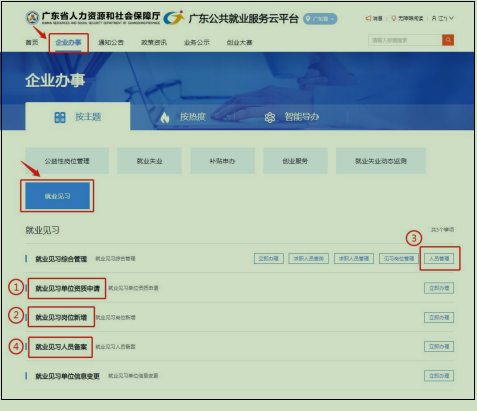 广东省人力资源和社会保障厅 广东公共就业服务云平台 广东省
消息 无障碍阅读
首页 企业办事 通知公告 政策资讯 业务公示 创业大赛
企业办事
按主题 按热度 智能导办
公益性岗位管理 就业失业 补贴申办 创业服务 就业失业动态监测
就业见习
就业见习
③
就业见习综合管理 就业见习综合管理 立即办理 求职人员查询 求职人员管理 见习岗位管理 人员管理
① 就业见习单位资质申请 就业见习单位资质申请 立即办理
② 就业见习岗位新增 就业见习岗位新增 立即办理
④ 就业见习人员备案 就业见习人员备案 立即办理
就业见习单位信息变更 就业见习单位信息变更 立即办理